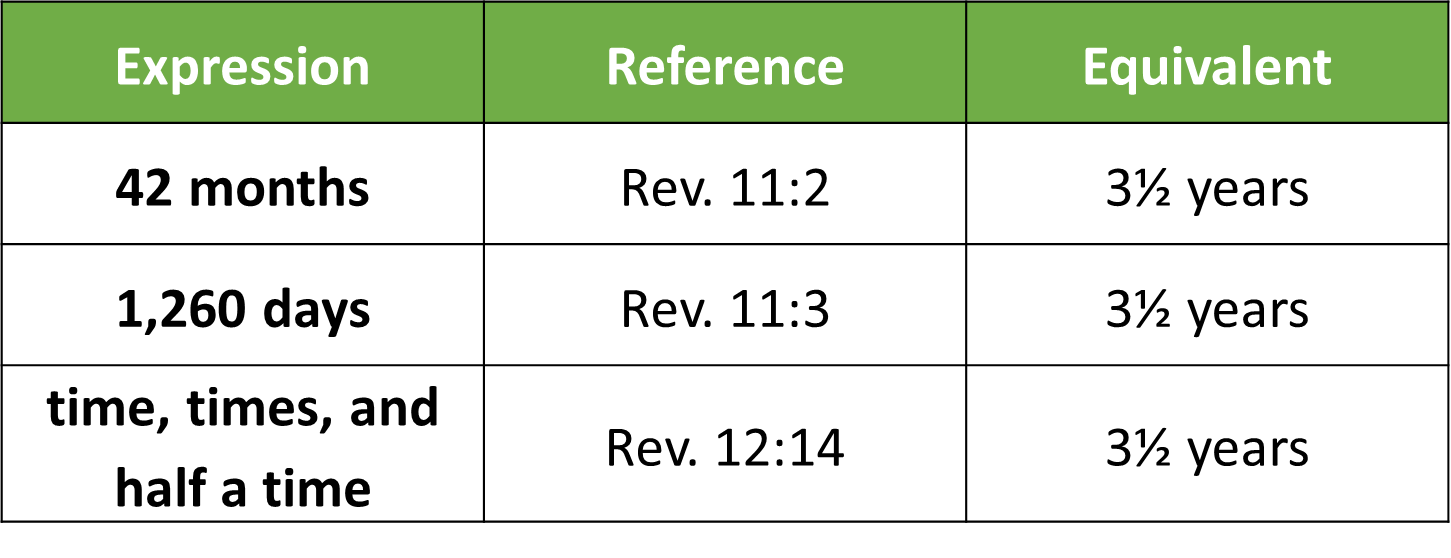 Expression Reference Equivalent
42 months Rev. 11:2 3½ years
1,260 days Rev. 11:3 3½ years
time, times, and
half a time Rev. 12:14 3½ years